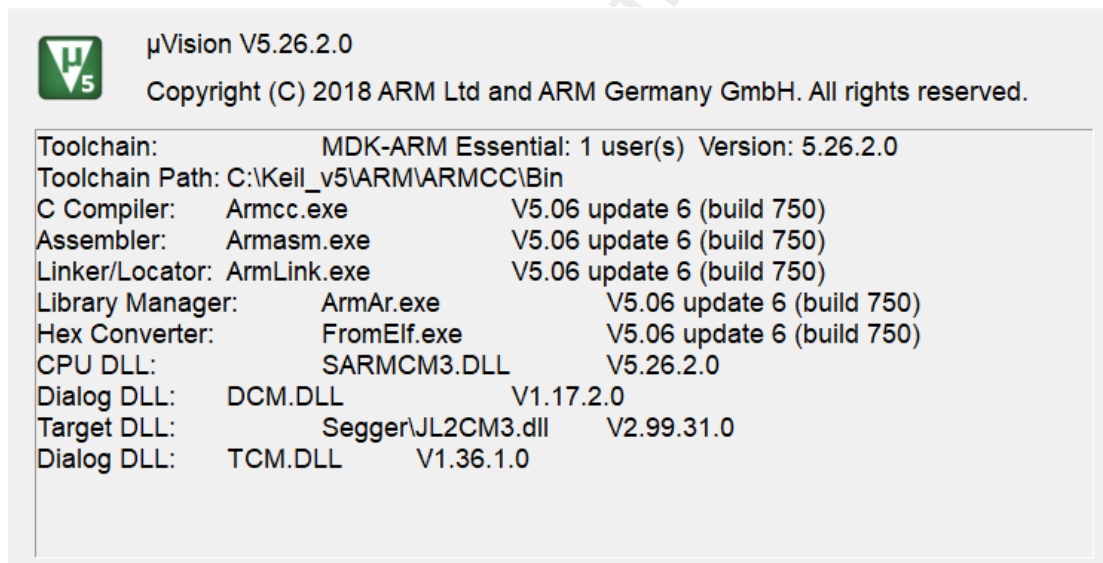 µVision V5.26.2.0
Copyright (C) 2018 ARM Ltd and ARM Germany GmbH. All rights reserved.
Toolchain: MDK-ARM Essential: 1 user(s) Version: 5.26.2.0
Toolchain Path: C:\Keil_v5\ARM\ARMCC\Bin
C Compiler: Armcc.exe V5.06 update 6 (build 750)
Assembler: Armasm.exe V5.06 update 6 (build 750)
Linker/Locator: ArmLink.exe V5.06 update 6 (build 750)
Library Manager: ArmAr.exe V5.06 update 6 (build 750)
Hex Converter: FromElf.exe V5.06 update 6 (build 750)
CPU DLL: SARMCM3.DLL V5.26.2.0
Dialog DLL: DCM.DLL V1.17.2.0
Target DLL: Segger\JL2CM3.dll V2.99.31.0
Dialog DLL: TCM.DLL V1.36.1.0